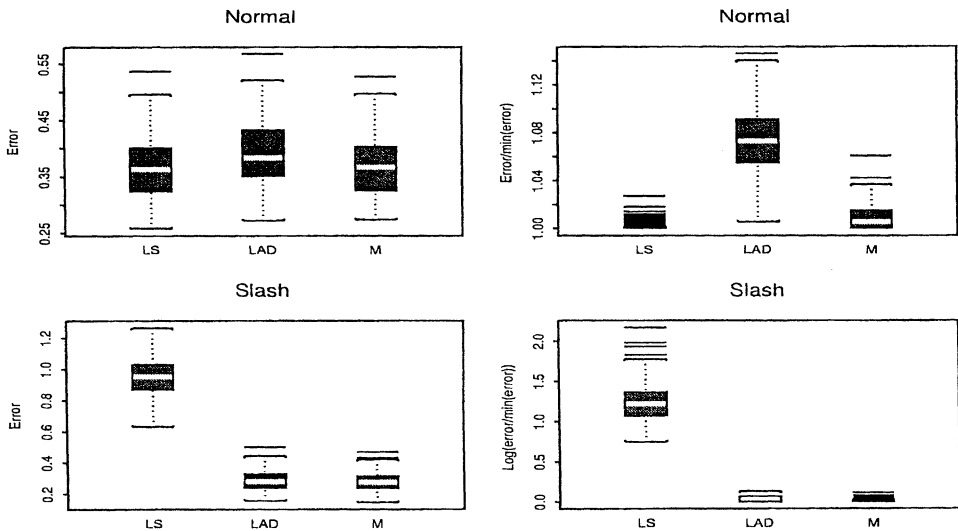 Normal
Error
0.55
0.45
0.35
0.25
LS
LAD
M
Normal
Error/min(error)
1.12
1.08
1.04
1.00
LS
LAD
M
Slash
Error
1.2
1.0
0.8
0.6
0.4
0.2
LS
LAD
M
Slash
Log(error/min(error))
2.0
1.5
1.0
0.5
0.0
LS
LAD
M